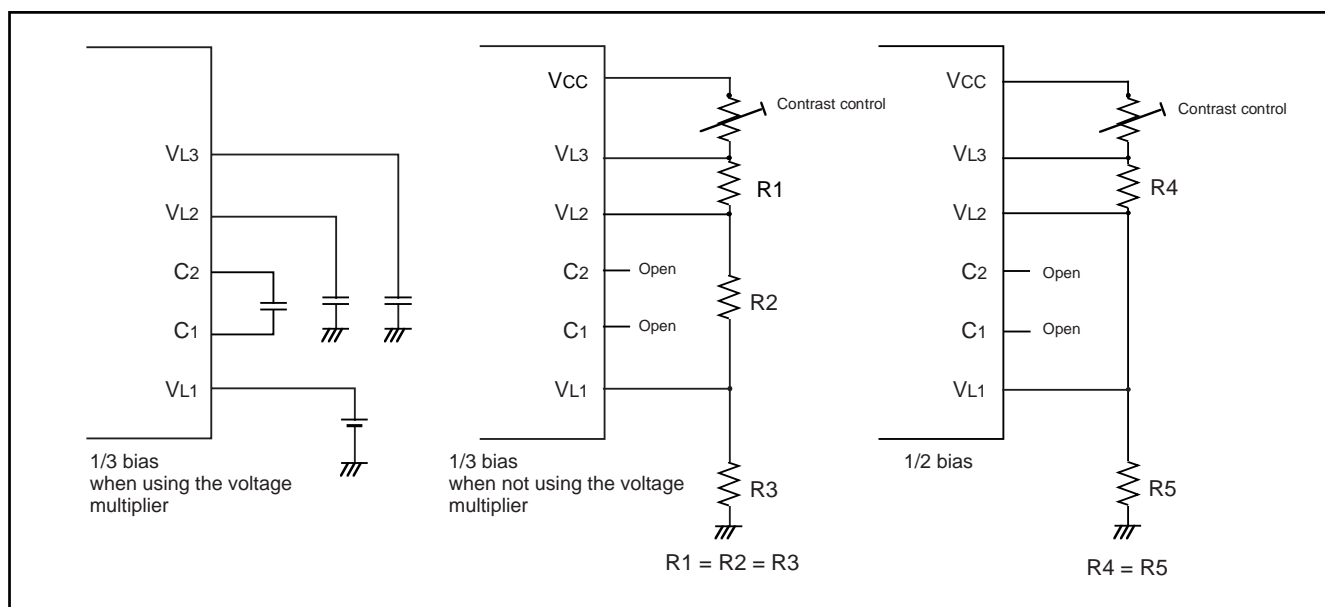 VL3
VL2
C2
C1
VL1
1/3 bias
when using the voltage
multiplier
VCC
Contrast control
VL3
R1
VL2
C2
Open
R2
C1
Open
VL1
1/3 bias
when not using the voltage
multiplier
R3
R1 = R2 = R3
VCC
Contrast control
VL3
R4
VL2
C2
Open
C1
Open
VL1
1/2 bias
R5
R4 = R5